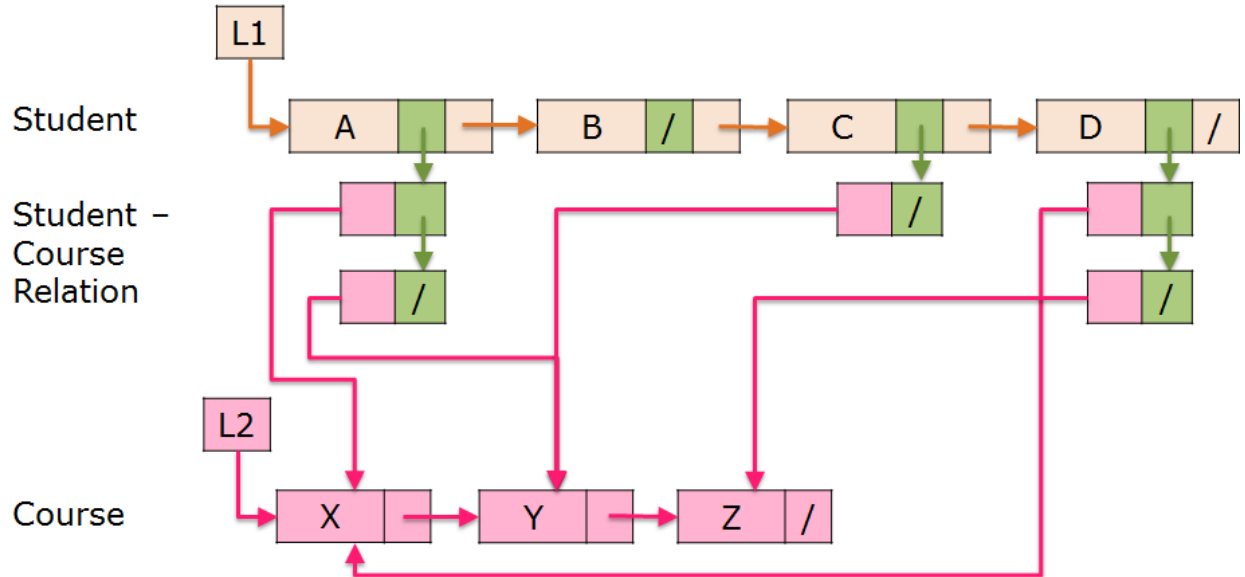 L1
Student
A
B /
C
D / /
Student –
Course
Relation
/
/
/
L2
Course
X
Y
Z /